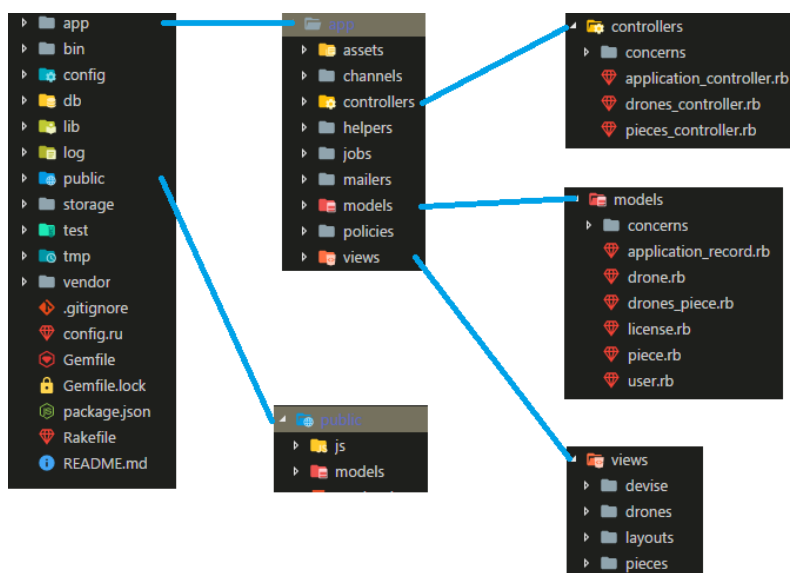 app
bin
config
db
lib
log
public
storage
test
tmp
vendor
.gitignore
config.ru
Gemfile
Gemfile.lock
package.json
Rakefile
README.md
app
assets
channels
controllers
helpers
jobs
mailers
models
policies
views
public
js
models
controllers
concerns
application_controller.rb
drones_controller.rb
pieces_controller.rb
models
concerns
application_record.rb
drone.rb
drones_piece.rb
license.rb
piece.rb
user.rb
views
devise
drones
layouts
pieces